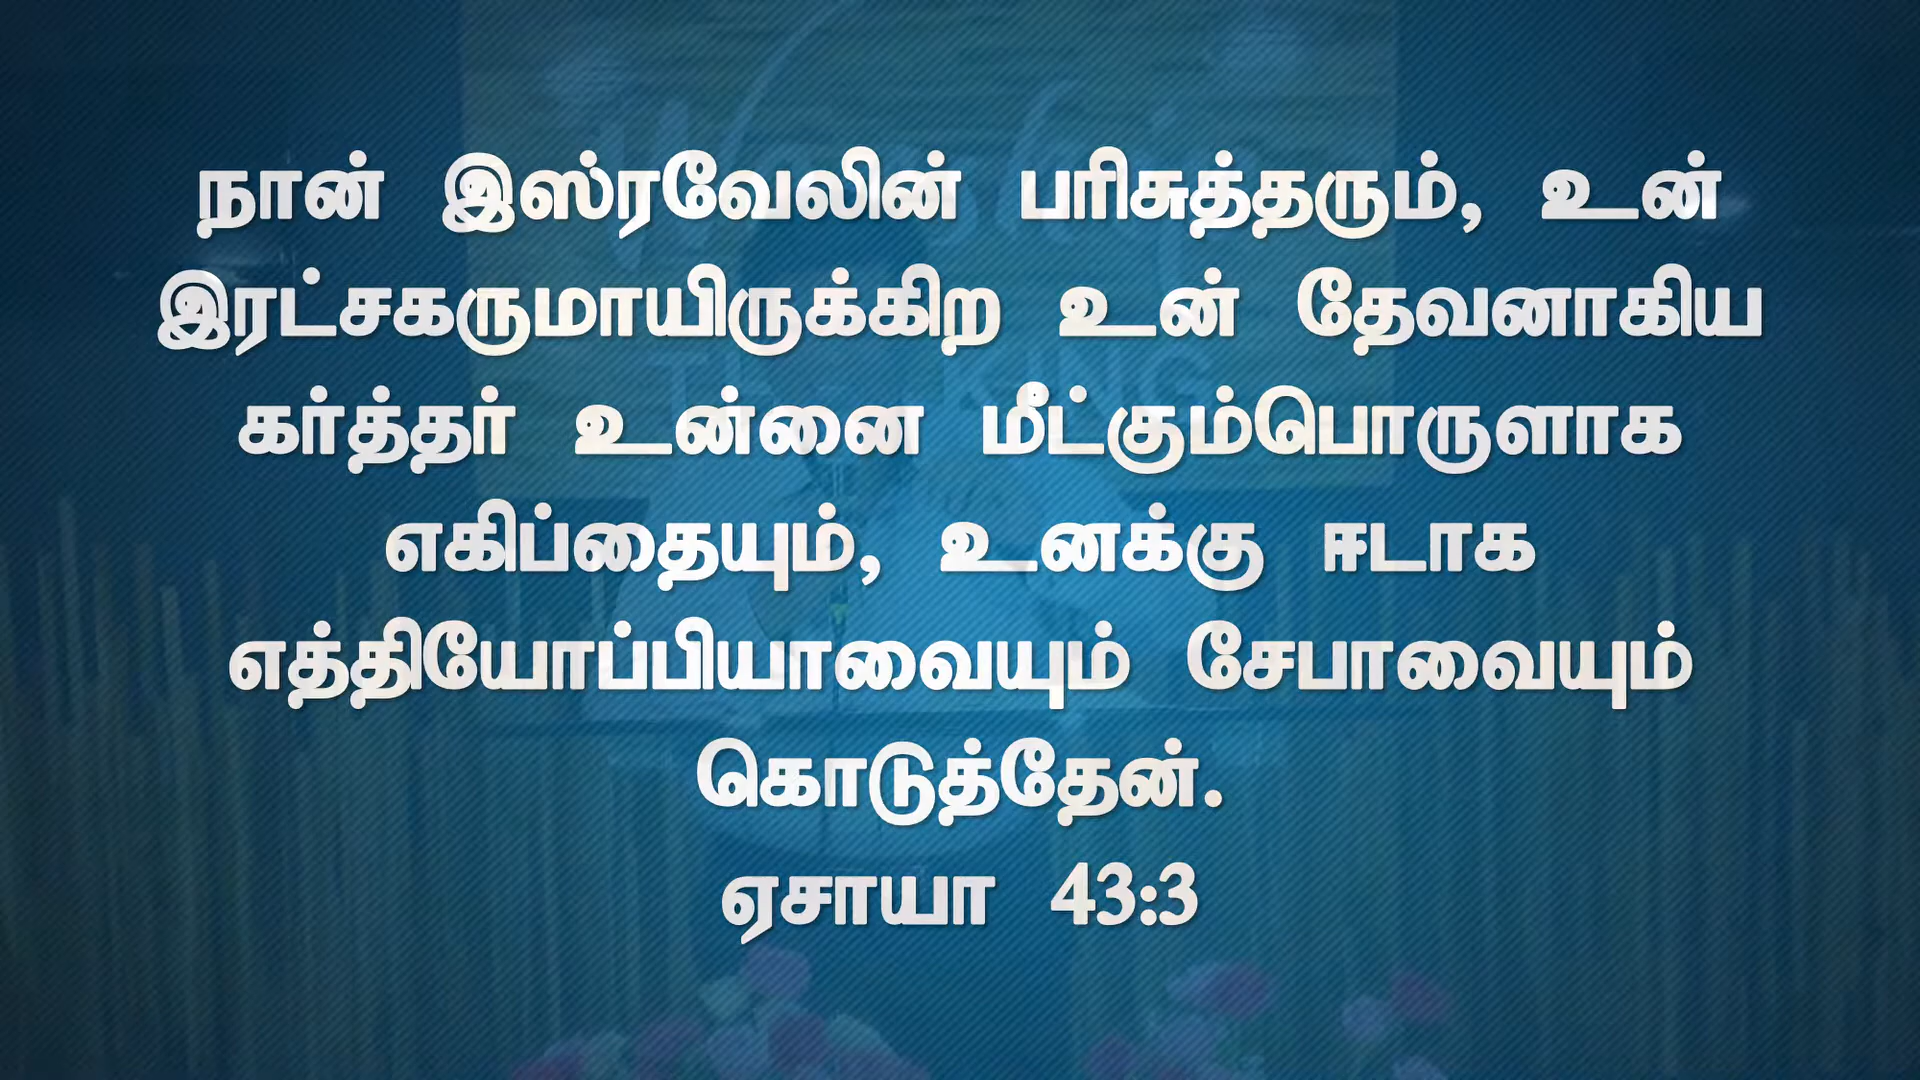 நான் இஸ்ரவேலின் பரிசுத்தரும், உன்
இரட்சகருமாயிருக்கிற உன் தேவனாகிய
கர்த்தர் உன்னை மீட்கும்பொருளாக
எகிப்தையும், உனக்கு ஈடாக
எத்தியோப்பியாவையும் சேபாவையும்
கொடுத்தேன்.
ஏசாயா 43:3